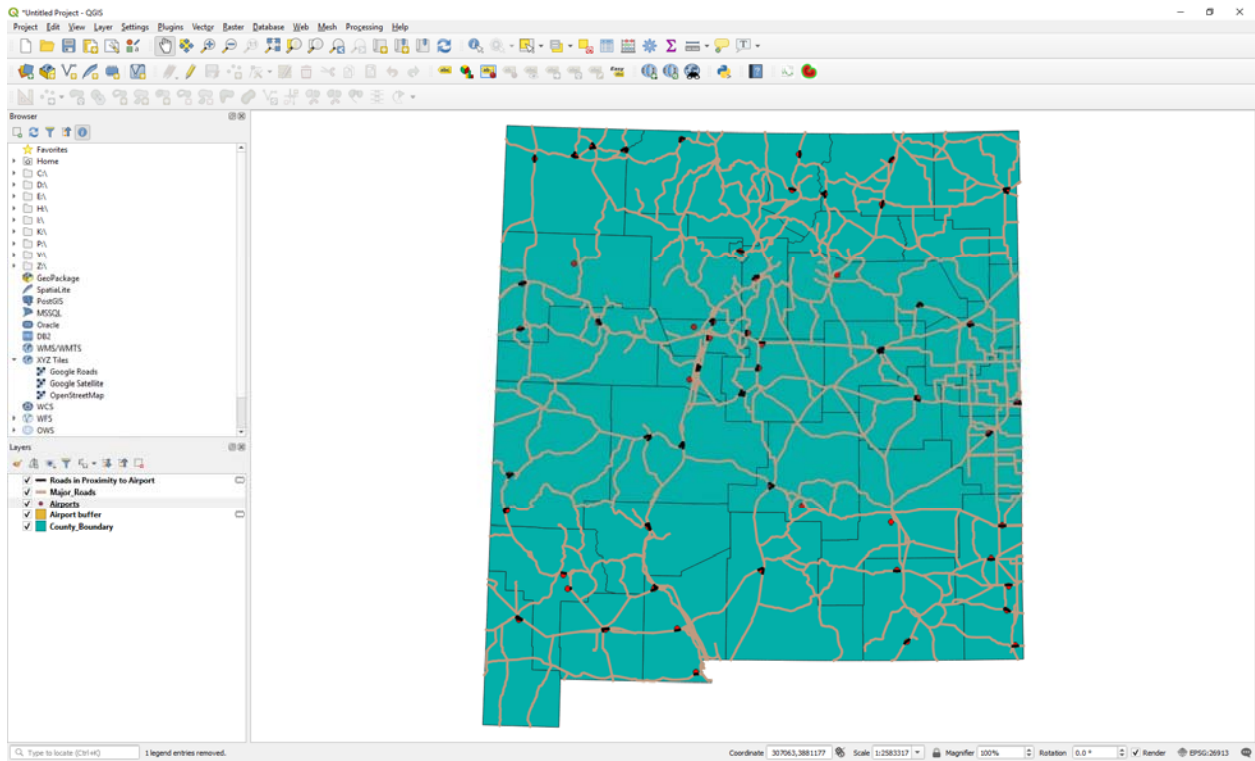 *Untitled Project - QGIS
Project Edit View Layer Settings Plugins Vector Raster Database Web Mesh Processing Help
Browser
Favorites
Home
C:\
D:\
E:\
H:\
I:\
K:\
P:\
V:\
Z:\
GeoPackage
SpatiaLite
PostGIS
MSSQL
Oracle
DB2
WMS/WMTS
XYZ Tiles
Google Roads
Google Satellite
OpenStreetMap
WCS
WFS
OWS
Layers
Roads in Proximity to Airport
Major_Roads
Airports
Airport buffer
County_Boundary
Type to locate (Ctrl+K) 1 legend entries removed. Coordinate 307063,3881177 Scale 1:2583317 Magnifier 100% Rotation 0.0 ° Render EPSG:26913